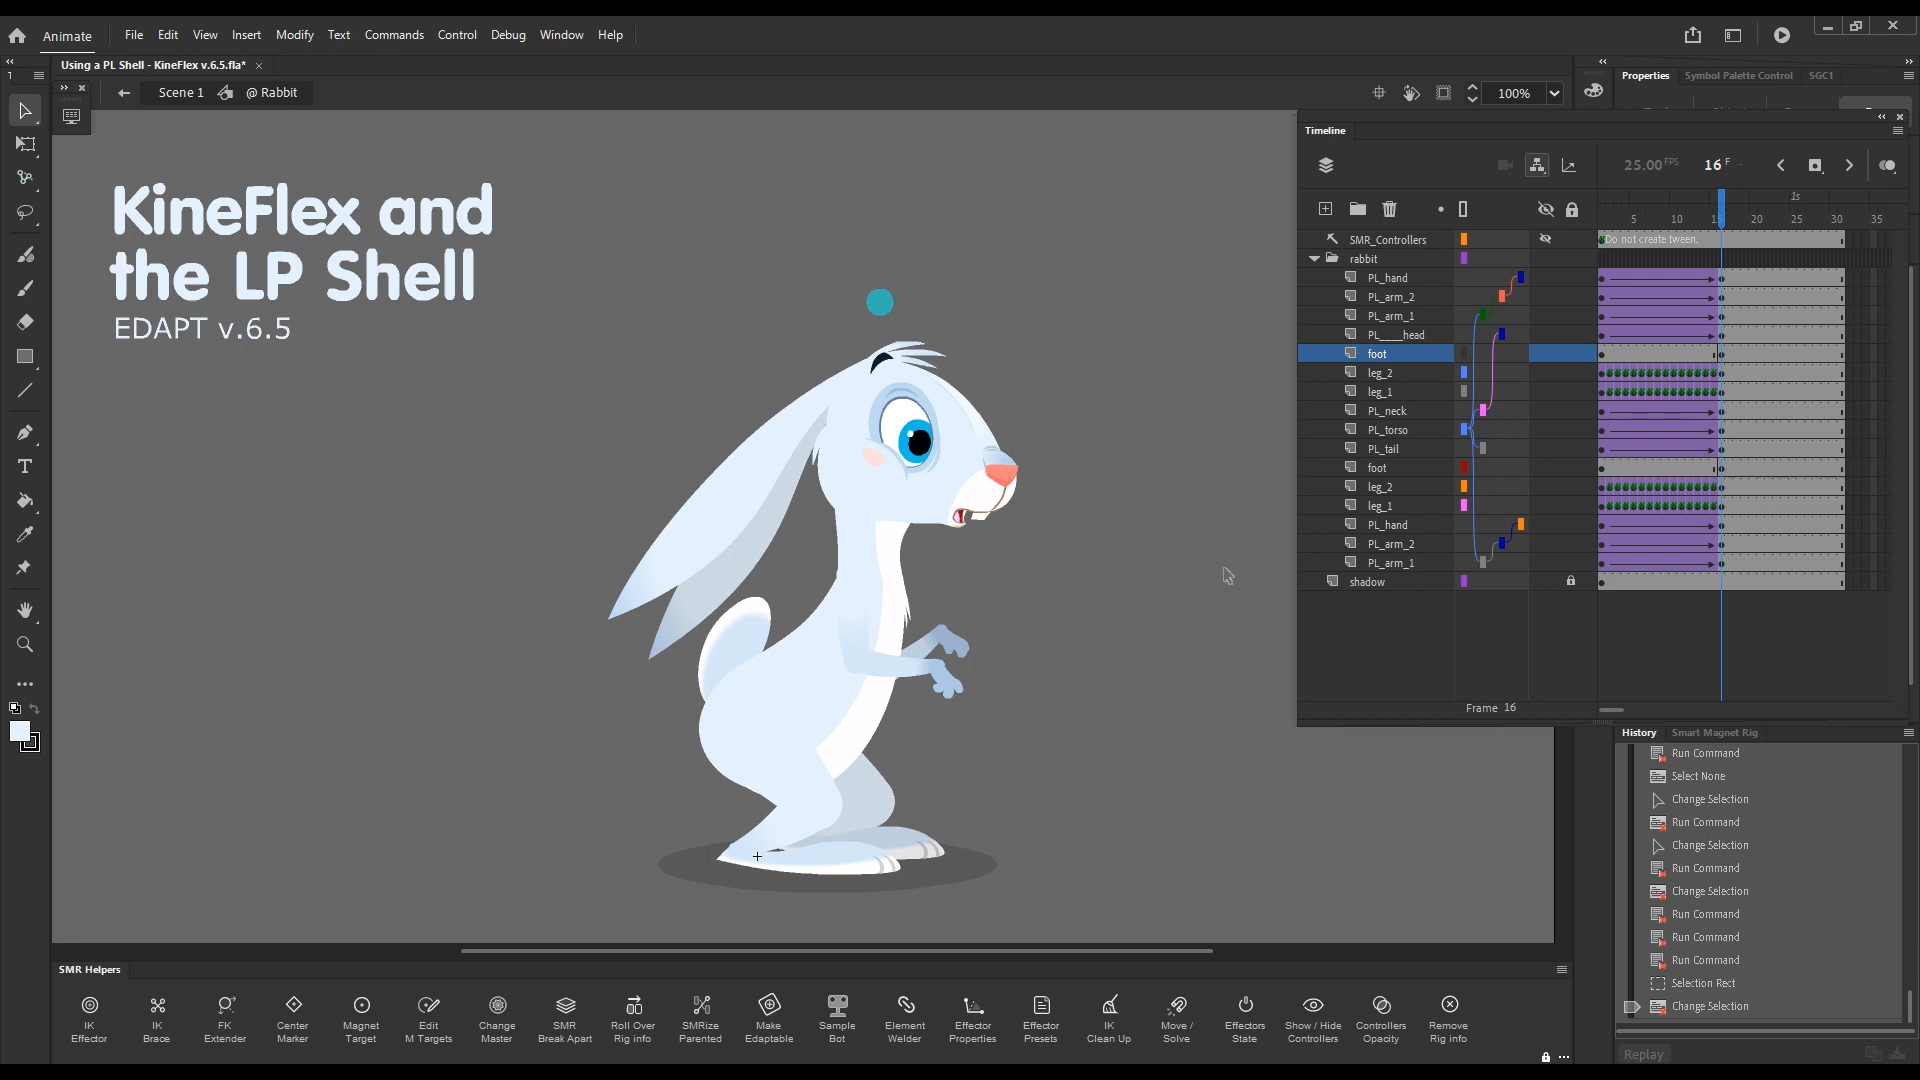 Animate File Edit View Insert Modify Text Commands Control Debug Window Help
Using a PL Shell - KineFlex v.6.5.fla*
Scene 1 @ Rabbit
100%
Properties Symbol Palette Control SGC1
KineFlex and
the LP Shell
EDAPT v.6.5
Timeline
25.00 FPS 16 F
1s
5 10 20 25 30 35
SMR_Controllers Do not create tween.
rabbit
PL_hand
PL_arm_2
PL_arm_1
PL____head
foot
leg_2
leg_1
PL_neck
PL_torso
PL_tail
foot
leg_2
leg_1
PL_hand
PL_arm_2
PL_arm_1
shadow
Frame 16
History Smart Magnet Rig
Run Command
Select None
Change Selection
Run Command
Change Selection
Run Command
Change Selection
Run Command
Run Command
Run Command
Selection Rect
Change Selection
Replay
SMR Helpers
IK Effector
IK Brace
FK Extender
Center Marker
Magnet Target
Edit M Targets
Change Master
SMR Break Apart
Roll Over Rig info
SMRize Parented
Make Adaptable
Sample Bot
Element Welder
Effector Properties
Effector Presets
IK Clean Up
Move / Solve
Effectors State
Show / Hide Controllers
Controllers Opacity
Remove Rig info